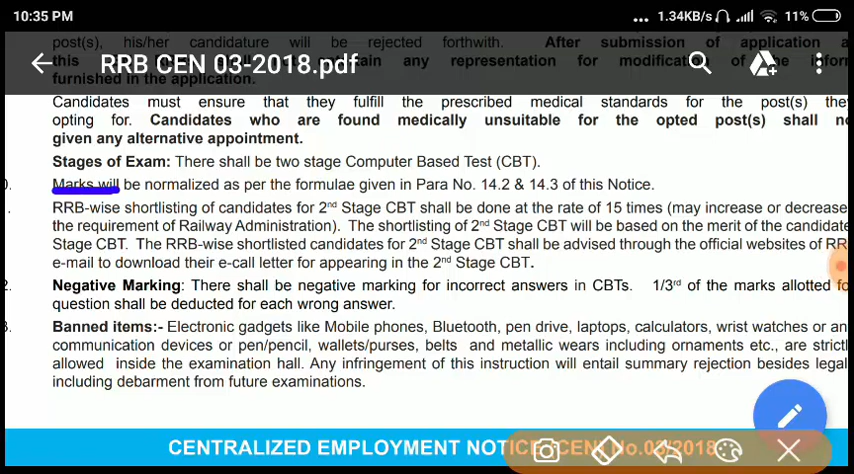 10:35 PM ... 1.34KB/s 11%
post(s), his/her candidature will be rejected forthwith. After submission of application a
this any representation for modification of
RRB CEN 03-2018.pdf
furnished in the application.
Candidates must ensure that they fulfill the prescribed medical standards for the post(s) the
opting for. Candidates who are found medically unsuitable for the opted post(s) shall no
given any alternative appointment.
Stages of Exam: There shall be two stage Computer Based Test (CBT).
0. Marks will be normalized as per the formulae given in Para No. 14.2 & 14.3 of this Notice.
. RRB-wise shortlisting of candidates for 2nd Stage CBT shall be done at the rate of 15 times (may increase or decrease
the requirement of Railway Administration). The shortlisting of 2nd Stage CBT will be based on the merit of the candidate
Stage CBT. The RRB-wise shortlisted candidates for 2nd Stage CBT shall be advised through the official websites of RR
e-mail to download their e-call letter for appearing in the 2nd Stage CBT.
2. Negative Marking: There shall be negative marking for incorrect answers in CBTs. 1/3rd of the marks allotted fo
question shall be deducted for each wrong answer.
3. Banned items:- Electronic gadgets like Mobile phones, Bluetooth, pen drive, laptops, calculators, wrist watches or an
communication devices or pen/pencil, wallets/purses, belts and metallic wears including ornaments etc., are strictl
allowed inside the examination hall. Any infringement of this instruction will entail summary rejection besides legal
including debarment from future examinations.
CENTRALIZED EMPLOYMENT NOTICE (CEN) No.03/2018